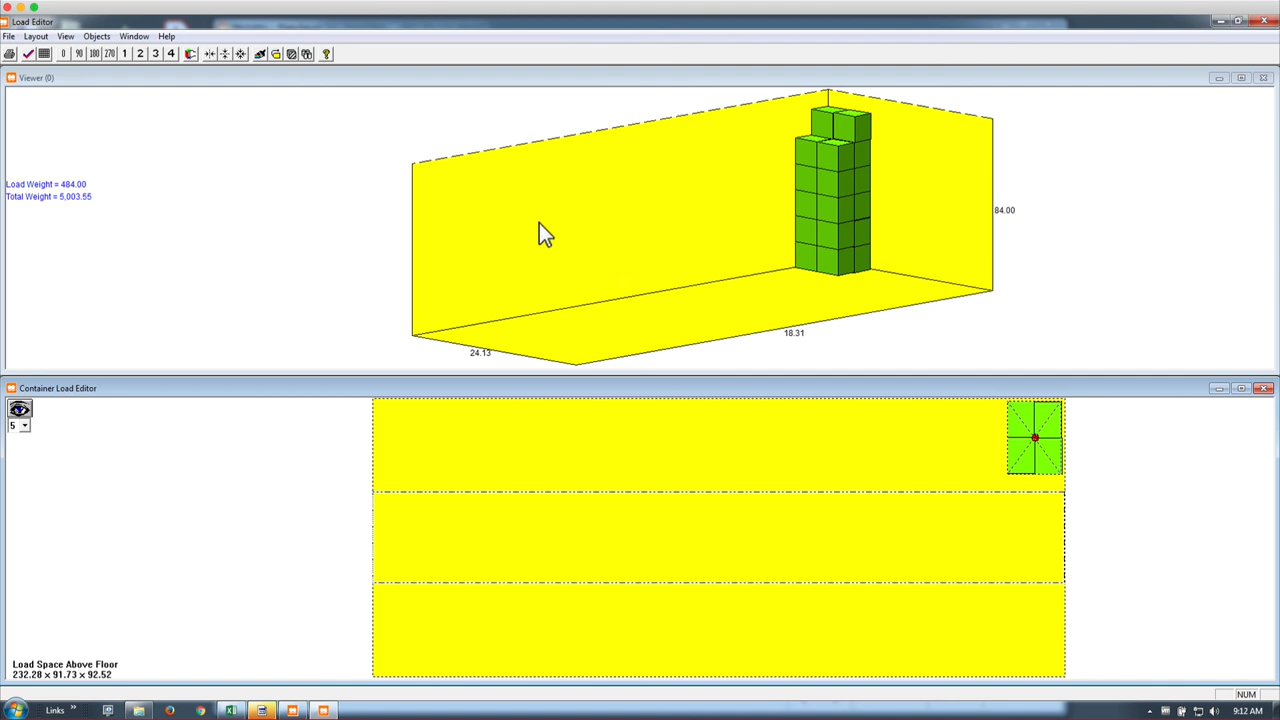 Load Editor
File Layout View Objects Window Help
0 90 180 270 1 2 3 4 ?
Viewer (0)
Load Weight = 484.00
Total Weight = 5,003.55
84.00
18.31
24.13
Container Load Editor
5
Load Space Above Floor
232.28 x 91.73 x 92.52
NUM
Links » 9:12 AM